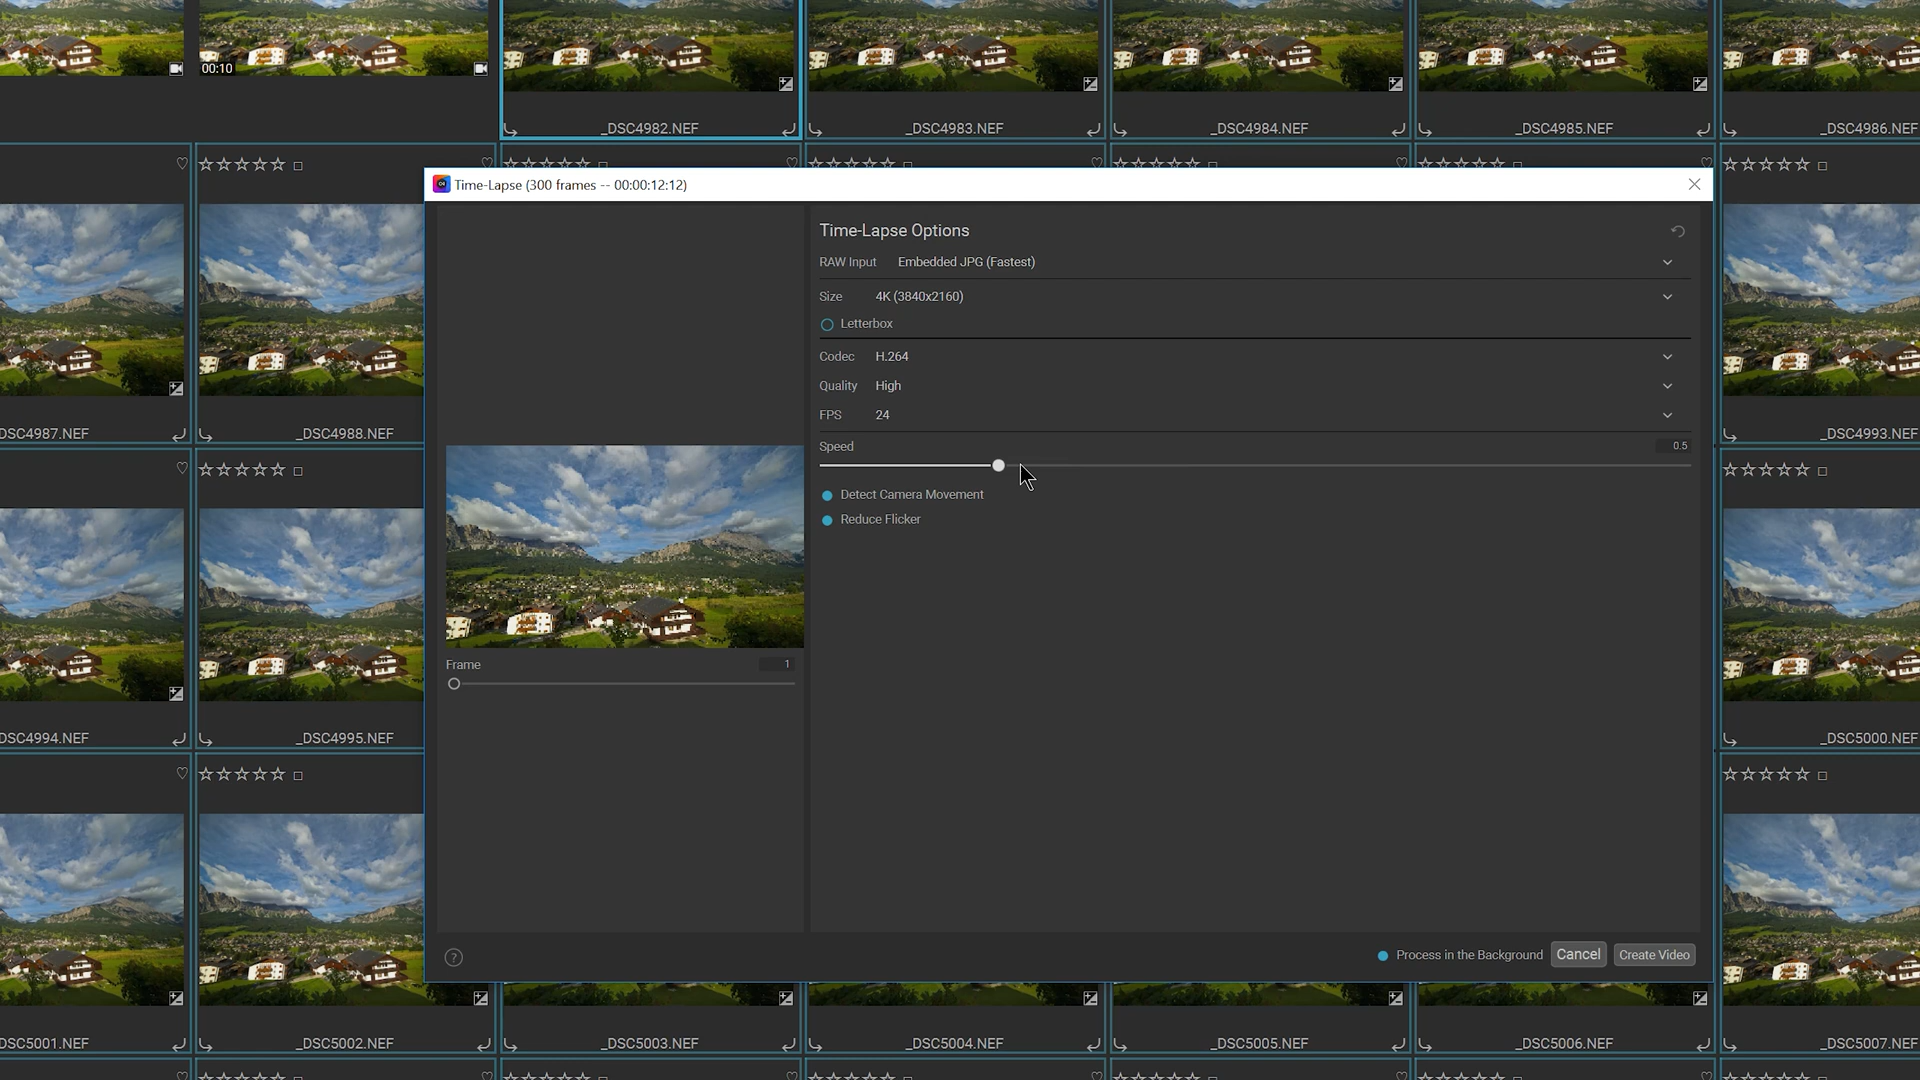 00:10
_DSC4982.NEF
_DSC4983.NEF
_DSC4984.NEF
_DSC4985.NEF
_DSC4986.NEF
Time-Lapse (300 frames -- 00:00:12:12)
Time-Lapse Options
RAW Input Embedded JPG (Fastest)
Size 4K (3840x2160)
Letterbox
Codec H.264
Quality High
FPS 24
Speed 0.5
Detect Camera Movement
Reduce Flicker
Frame 1
DSC4987.NEF
_DSC4988.NEF
_DSC4993.NEF
DSC4994.NEF
_DSC4995.NEF
_DSC5000.NEF
? Process in the Background Cancel Create Video
DSC5001.NEF
_DSC5002.NEF
_DSC5003.NEF
_DSC5004.NEF
_DSC5005.NEF
_DSC5006.NEF
_DSC5007.NEF